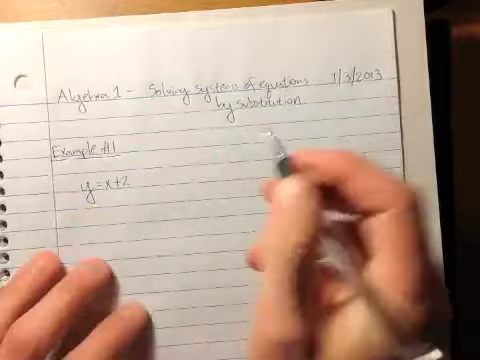 Algebra 1 - Solving systems of equations 1/3/2013
by substitution
Example #1
y=x+2